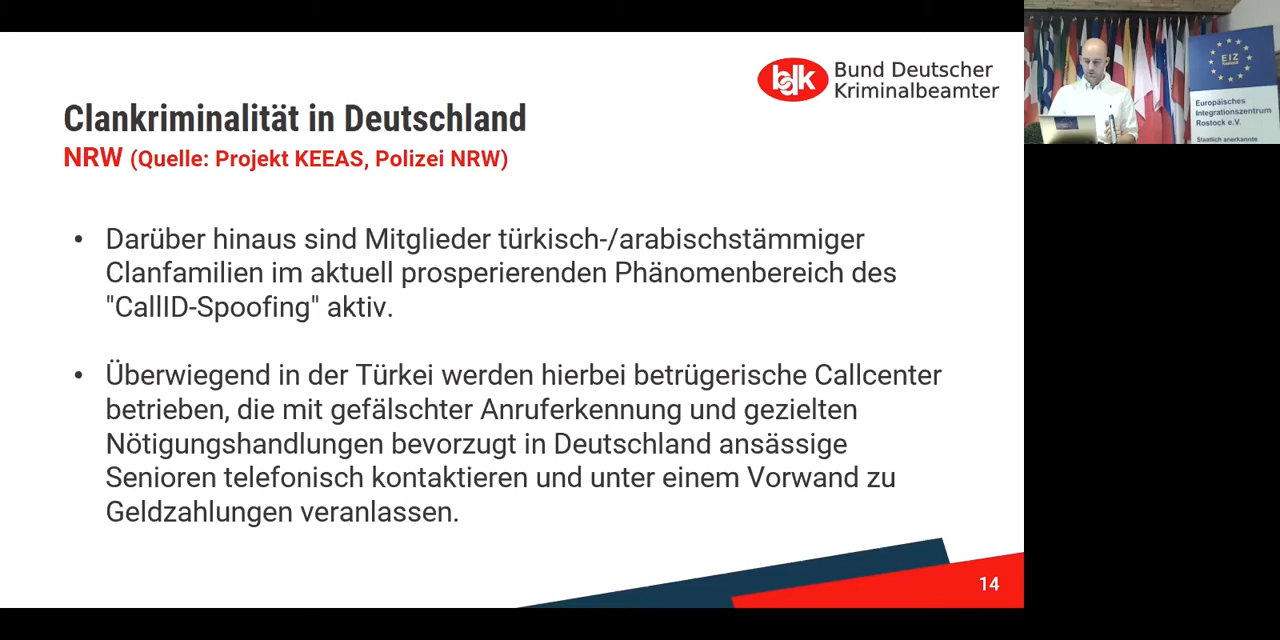 bdk Bund Deutscher
Kriminalbeamter
Clankriminalität in Deutschland
NRW (Quelle: Projekt KEEAS, Polizei NRW)
• Darüber hinaus sind Mitglieder türkisch-/arabischstämmiger
Clanfamilien im aktuell prosperierenden Phänomenbereich des
"CallID-Spoofing" aktiv.
• Überwiegend in der Türkei werden hierbei betrügerische Callcenter
betrieben, die mit gefälschter Anruferkennung und gezielten
Nötigungshandlungen bevorzugt in Deutschland ansässige
Senioren telefonisch kontaktieren und unter einem Vorwand zu
Geldzahlungen veranlassen.
14
EIZ
Europäisches
Integrationszentrum
Rostock e.V.
Staatlich anerkannte